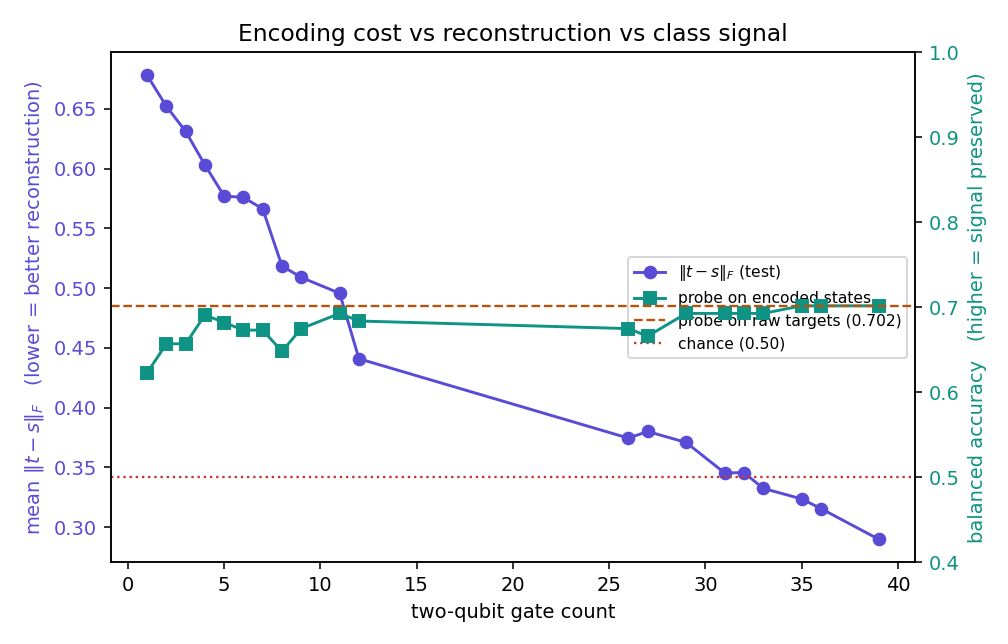 Encoding cost vs reconstruction vs class signal
mean ‖t − s‖F (lower = better reconstruction)
0.65
0.60
0.55
0.50
0.45
0.40
0.35
0.30
1.0
0.9
0.8
0.7
0.6
0.5
0.4
balanced accuracy (higher = signal preserved)
‖t − s‖F (test)
probe on encoded states
probe on raw targets (0.702)
chance (0.50)
0 5 10 15 20 25 30 35 40
two-qubit gate count